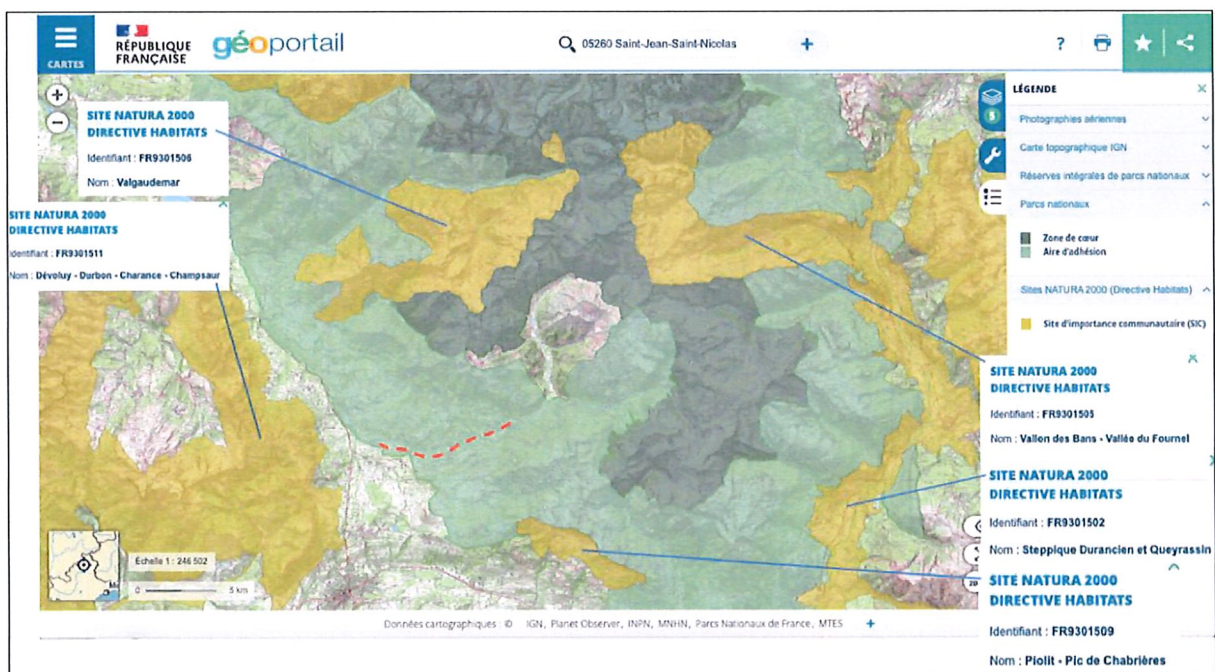 CARTES
RÉPUBLIQUE
FRANÇAISE
géoportail
05260 Saint-Jean-Saint-Nicolas
+
?
+
−
SITE NATURA 2000
DIRECTIVE HABITATS
Identifiant : FR9301506
Nom : Valgaudemar
SITE NATURA 2000
DIRECTIVE HABITATS
Identifiant : FR9301511
Nom : Dévoluy - Durbon - Charance - Champsaur
5
LÉGENDE
×
Photographies aériennes
Carte topographique IGN
Réserves intégrales de parcs nationaux
Parcs nationaux
Zone de cœur
Aire d'adhésion
Sites NATURA 2000 (Directive Habitats)
Site d'importance communautaire (SIC)
SITE NATURA 2000
DIRECTIVE HABITATS
Identifiant : FR9301505
Nom : Vallon des Bans - Vallée du Fournel
SITE NATURA 2000
DIRECTIVE HABITATS
Identifiant : FR9301502
Nom : Steppique Durancien et Queyrassin
SITE NATURA 2000
DIRECTIVE HABITATS
Identifiant : FR9301509
Nom : Piolit - Pic de Chabrières
Échelle 1 : 246 502
0 5 km
2D
Données cartographiques : © IGN, Planet Observer, INPN, MNHN, Parcs Nationaux de France, MTES +